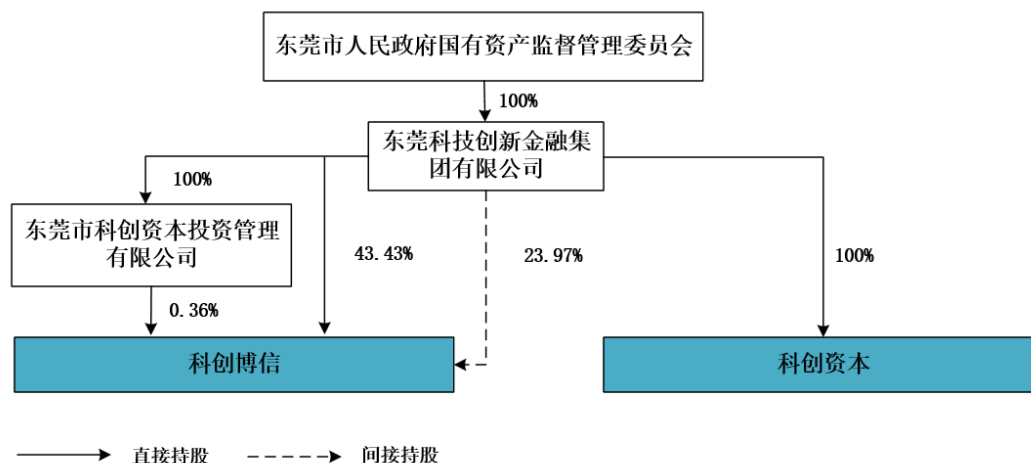 东莞市人民政府国有资产监督管理委员会
100%
东莞科技创新金融集
团有限公司
100%
东莞市科创资本投资管理
有限公司
43.43%
23.97%
100%
0.36%
科创博信
科创资本
直接持股
间接持股